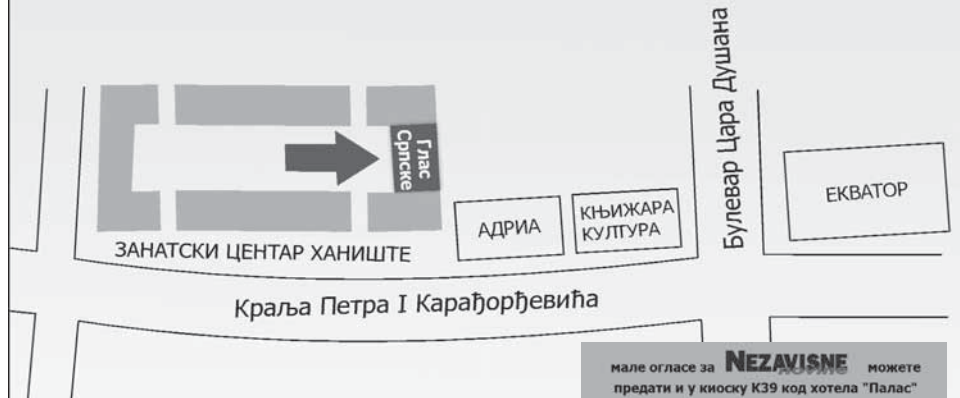 Булевар Цара Душана
Глас
Српске
ЕКВАТОР
АДРИА
КЊИЖАРА
КУЛТУРА
ЗАНАТСКИ ЦЕНТАР ХАНИШТЕ
Краља Петра I Карађорђевића
мале огласе за NEZAVISNE novine можете
предати и у киоску К39 код хотела "Палас"